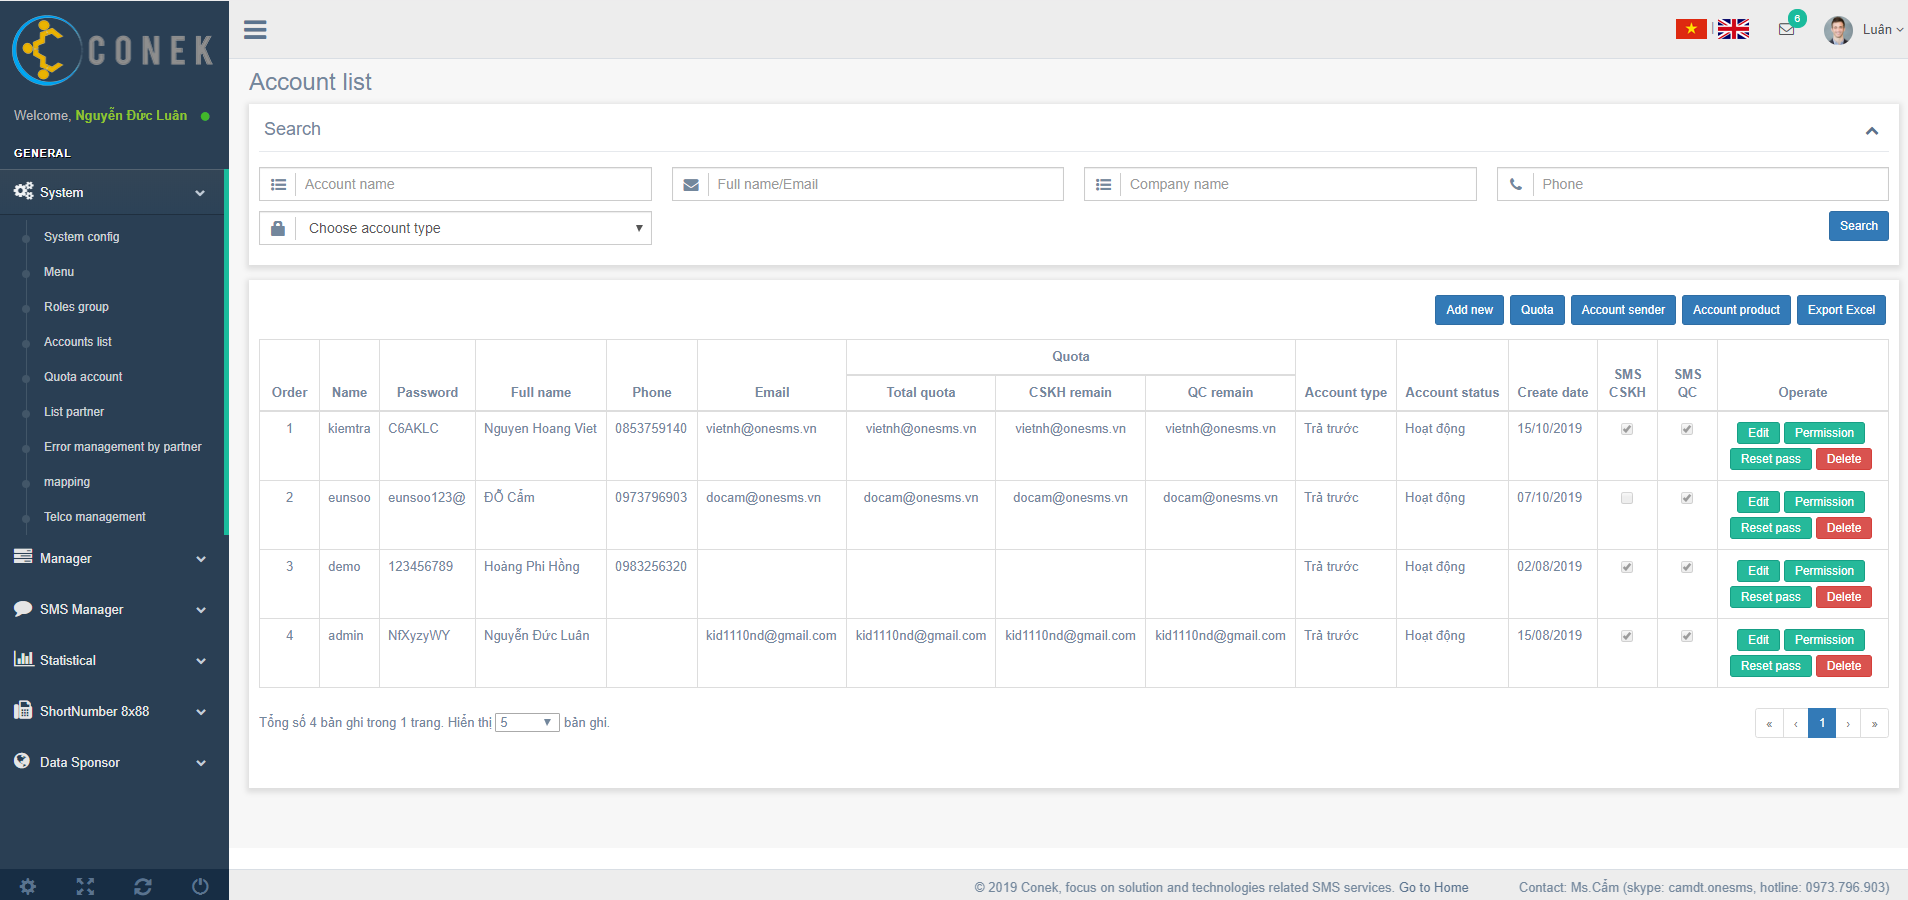 CONEK
6
Luân
Welcome, Nguyễn Đức Luân
GENERAL
System
System config
Menu
Roles group
Accounts list
Quota account
List partner
Error management by partner
mapping
Telco management
Manager
SMS Manager
Statistical
ShortNumber 8x88
Data Sponsor
Account list
Search
Account name
Full name/Email
Company name
Phone
Choose account type
Search
Add new
Quota
Account sender
Account product
Export Excel
Order Name Password Full name Phone Email Quota Account type Account status Create date SMS CSKH SMS QC Operate
Total quota CSKH remain QC remain
1 kiemtra C6AKLC Nguyen Hoang Viet 0853759140 vietnh@onesms.vn vietnh@onesms.vn vietnh@onesms.vn vietnh@onesms.vn Trả trước Hoạt động 15/10/2019 Edit Permission
Reset pass Delete
2 eunsoo eunsoo123@ ĐỖ Cẩm 0973796903 docam@onesms.vn docam@onesms.vn docam@onesms.vn docam@onesms.vn Trả trước Hoạt động 07/10/2019 Edit Permission
Reset pass Delete
3 demo 123456789 Hoàng Phi Hồng 0983256320 Trả trước Hoạt động 02/08/2019 Edit Permission
Reset pass Delete
4 admin NfXyzyWY Nguyễn Đức Luân kid1110nd@gmail.com kid1110nd@gmail.com kid1110nd@gmail.com kid1110nd@gmail.com Trả trước Hoạt động 15/08/2019 Edit Permission
Reset pass Delete
Tổng số 4 bản ghi trong 1 trang. Hiển thị 5 bản ghi.
« ‹ 1 › »
© 2019 Conek, focus on solution and technologies related SMS services. Go to Home
Contact: Ms.Cẩm (skype: camdt.onesms, hotline: 0973.796.903)